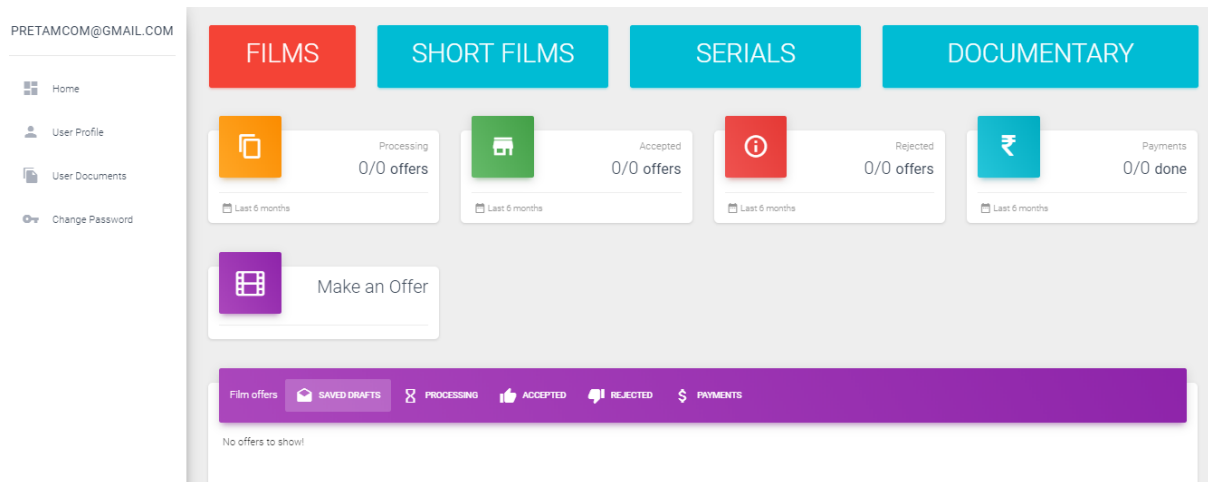 PRETAMCOM@GMAIL.COM
Home
User Profile
User Documents
Change Password
FILMS
SHORT FILMS
SERIALS
DOCUMENTARY
Processing
0/0 offers
Last 6 months
Accepted
0/0 offers
Last 6 months
Rejected
0/0 offers
Last 6 months
₹
Payments
0/0 done
Last 6 months
Make an Offer
Film offers SAVED DRAFTS PROCESSING ACCEPTED REJECTED $ PAYMENTS
No offers to show!